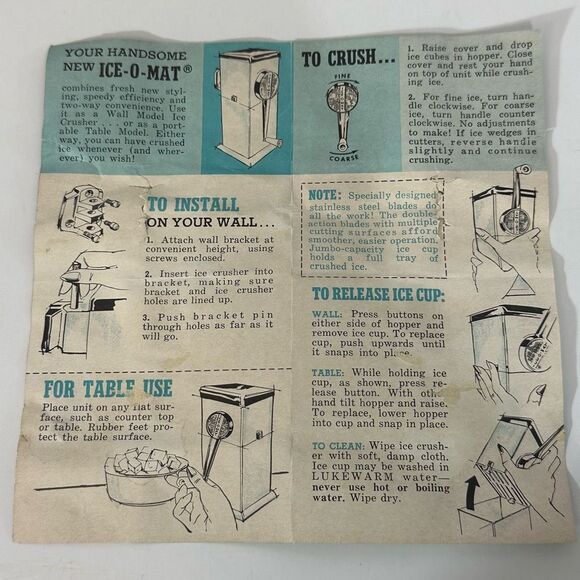 YOUR HANDSOME
NEW ICE-O-MAT®
combines fresh new styl-
ing, speedy efficiency and
two-way convenience. Use
it as a Wall Model Ice
Crusher . . . or as a port-
able Table Model. Either
way, you can have crushed
ice whenever (and wher-
ever) you wish!
TO CRUSH...
FINE
COARSE
1. Raise cover and drop
ice cubes in hopper. Close
cover and rest your hand
on top of unit while crush-
ing ice.
2. For fine ice, turn han-
dle clockwise. For coarse
ice, turn handle counter
clockwise. No adjustments
to make! If ice wedges in
cutters, reverse handle
slightly and continue
crushing.
TO INSTALL
ON YOUR WALL...
1. Attach wall bracket at
convenient height, using
screws enclosed.
2. Insert ice crusher into
bracket, making sure
bracket and ice crusher
holes are lined up.
3. Push bracket pin
through holes as far as it
will go.
FOR TABLE USE
Place unit on any flat sur-
face, such as counter top
or table. Rubber feet pro-
tect the table surface.
NOTE: Specially designed
stainless steel blades do
all the work! The double-
action blades with multiple
cutting surfaces afford
smoother, easier operation.
Jumbo-capacity ice cup
holds a full tray of
crushed ice.
TO RELEASE ICE CUP:
WALL: Press buttons on
either side of hopper and
remove ice cup. To replace
cup, push upwards until
it snaps into place.
TABLE: While holding ice
cup, as shown, press re-
lease button. With oth
hand tilt hopper and raise.
To replace, lower hopper
into cup and snap in place.
TO CLEAN: Wipe ice crush-
er with soft, damp cloth.
Ice cup may be washed in
LUKEWARM water—
never use hot or boiling
water. Wipe dry.